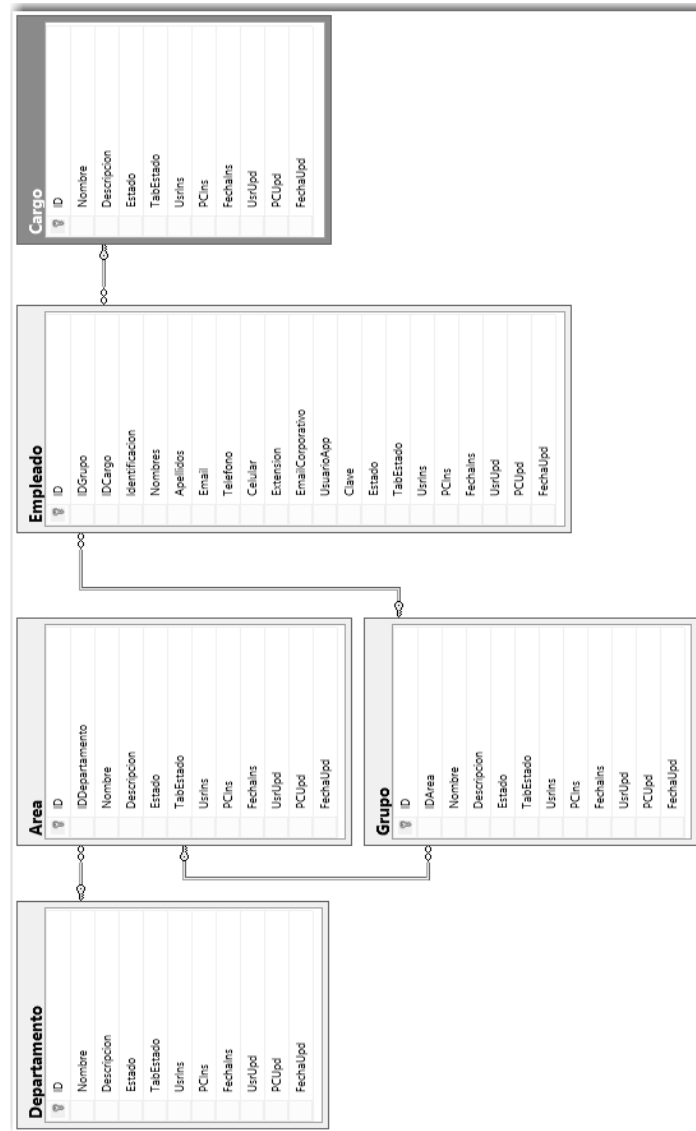 Departamento
ID
Nombre
Descripcion
Estado
TabEstado
UsrIns
PCIns
FechaIns
UsrUpd
PCUpd
FechaUpd
Area
ID
IDDepartamento
Nombre
Descripcion
Estado
TabEstado
UsrIns
PCIns
FechaIns
UsrUpd
PCUpd
FechaUpd
Grupo
ID
IDArea
Nombre
Descripcion
Estado
TabEstado
UsrIns
PCIns
FechaIns
UsrUpd
PCUpd
FechaUpd
Empleado
ID
IDGrupo
IDCargo
Identificacion
Nombres
Apellidos
Email
Telefono
Celular
Extension
EmailCorporativo
UsuarioApp
Clave
Estado
TabEstado
UsrIns
PCIns
FechaIns
UsrUpd
PCUpd
FechaUpd
Cargo
ID
Nombre
Descripcion
Estado
TabEstado
UsrIns
PCIns
FechaIns
UsrUpd
PCUpd
FechaUpd